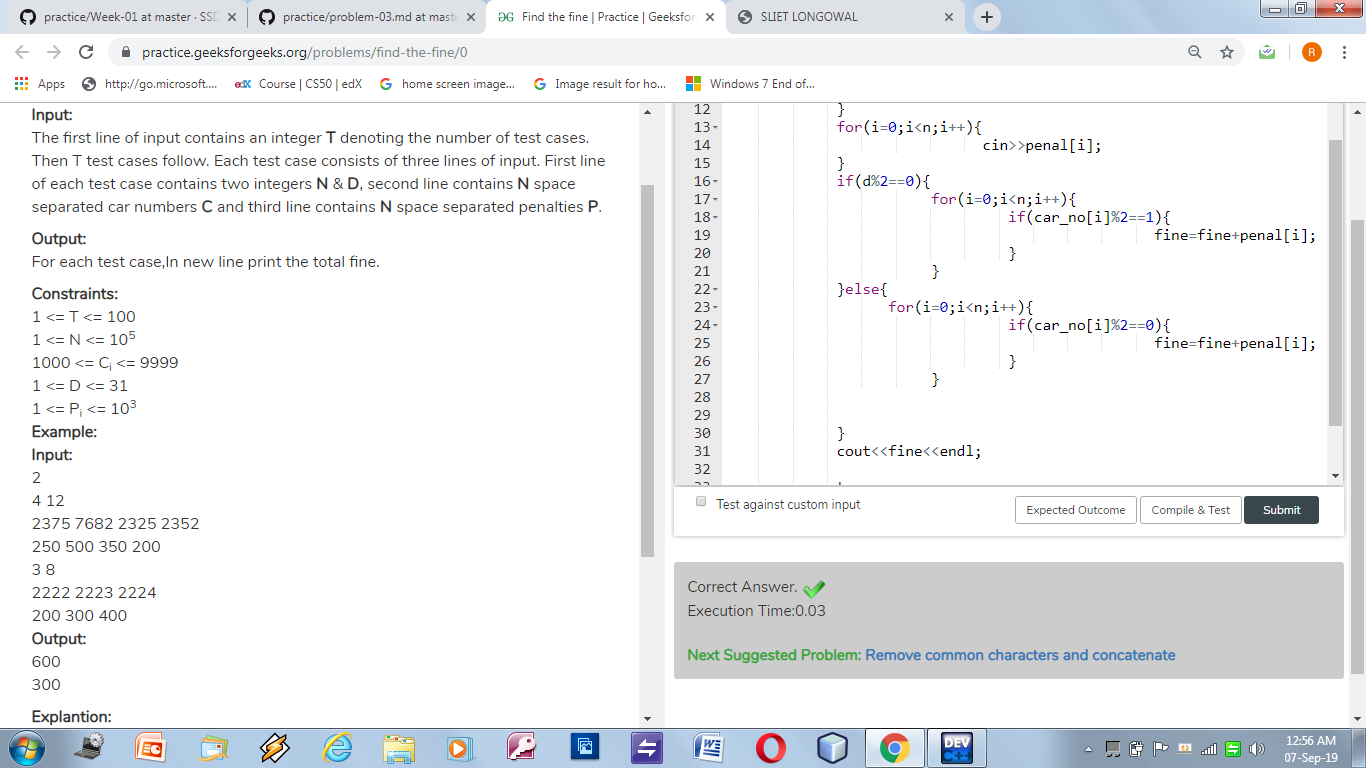 practice/Week-01 at master · SSD
practice/problem-03.md at maste
Find the fine | Practice | Geeksfor
SLIET LONGOWAL
practice.geeksforgeeks.org/problems/find-the-fine/0
R
Apps
http://go.microsoft....
edX Course | CS50 | edX
home screen image...
Image result for ho...
Windows 7 End of...
Input:
The first line of input contains an integer T denoting the number of test cases.
Then T test cases follow. Each test case consists of three lines of input. First line
of each test case contains two integers N & D, second line contains N space
separated car numbers C and third line contains N space separated penalties P.
Output:
For each test case,In new line print the total fine.
Constraints:
1 <= T <= 100
1 <= N <= 10⁵
1000 <= Cᵢ <= 9999
1 <= D <= 31
1 <= Pᵢ <= 10³
Example:
Input:
2
4 12
2375 7682 2325 2352
250 500 350 200
3 8
2222 2223 2224
200 300 400
Output:
600
300
Explantion:
12 }
13 for(i=0;i<n;i++){
14 cin>>penal[i];
15 }
16 if(d%2==0){
17 for(i=0;i<n;i++){
18 if(car_no[i]%2==1){
19 fine=fine+penal[i];
20 }
21 }
22 }else{
23 for(i=0;i<n;i++){
24 if(car_no[i]%2==0){
25 fine=fine+penal[i];
26 }
27 }
28
29
30 }
31 cout<<fine<<endl;
32
Test against custom input
Expected Outcome
Compile & Test
Submit
Correct Answer.
Execution Time:0.03
Next Suggested Problem: Remove common characters and concatenate
DEV
C++
12:56 AM
07-Sep-19